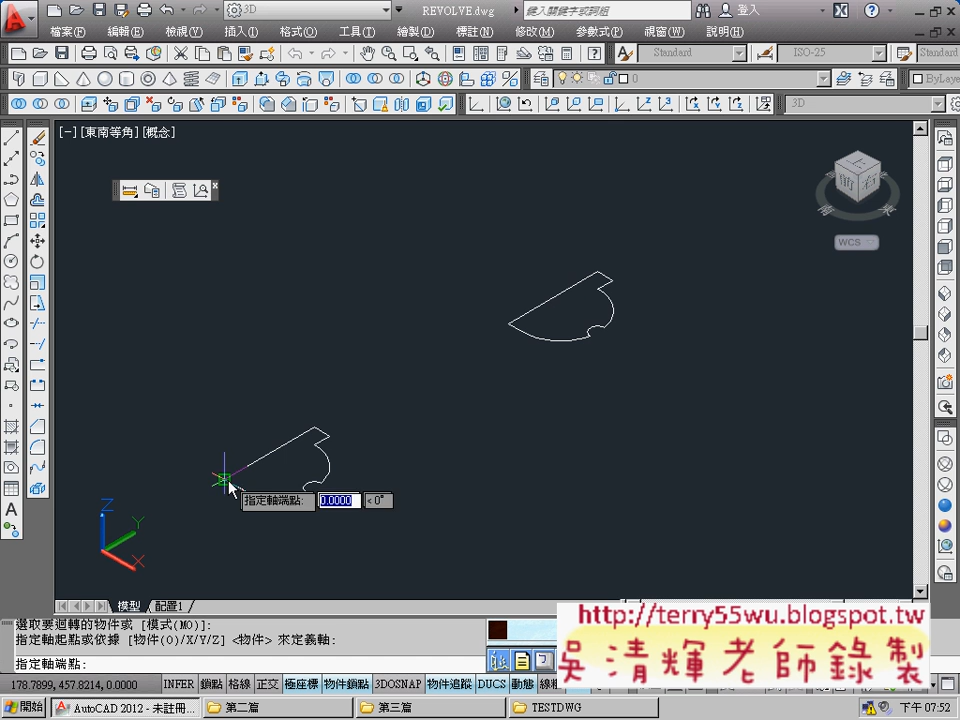 3D
REVOLVE.dwg
鍵入關鍵字或詞組
登入
檔案(F) 編輯(E) 檢視(V) 插入(I) 格式(O) 工具(T) 繪製(D) 標註(N) 修改(M) 參數式(P) 視窗(W) 說明(H)
Standard
ISO-25
Standard
0
ByLaye
3D
[-][東南等角][概念]
前
右
南
東
WCS
指定軸端點:
0.0000
< 0°
Z
Y
X
模型
配置1
選取要迴轉的物件或 [模式(MO)]:
指定軸起點或依據 [物件(O)/X/Y/Z] <物件> 來定義軸:
指定軸端點:
http://terry55wu.blogspot.tw
吳清輝老師錄製
178.7899, 457.8214, 0.0000
INFER 鎖點 格線 正交 極座標 物件鎖點 3DOSNAP 物件追蹤 DUCS 動態
開始
AutoCAD 2012 - 未註冊...
第二篇
第三篇
TESTDWG
下午 07:52